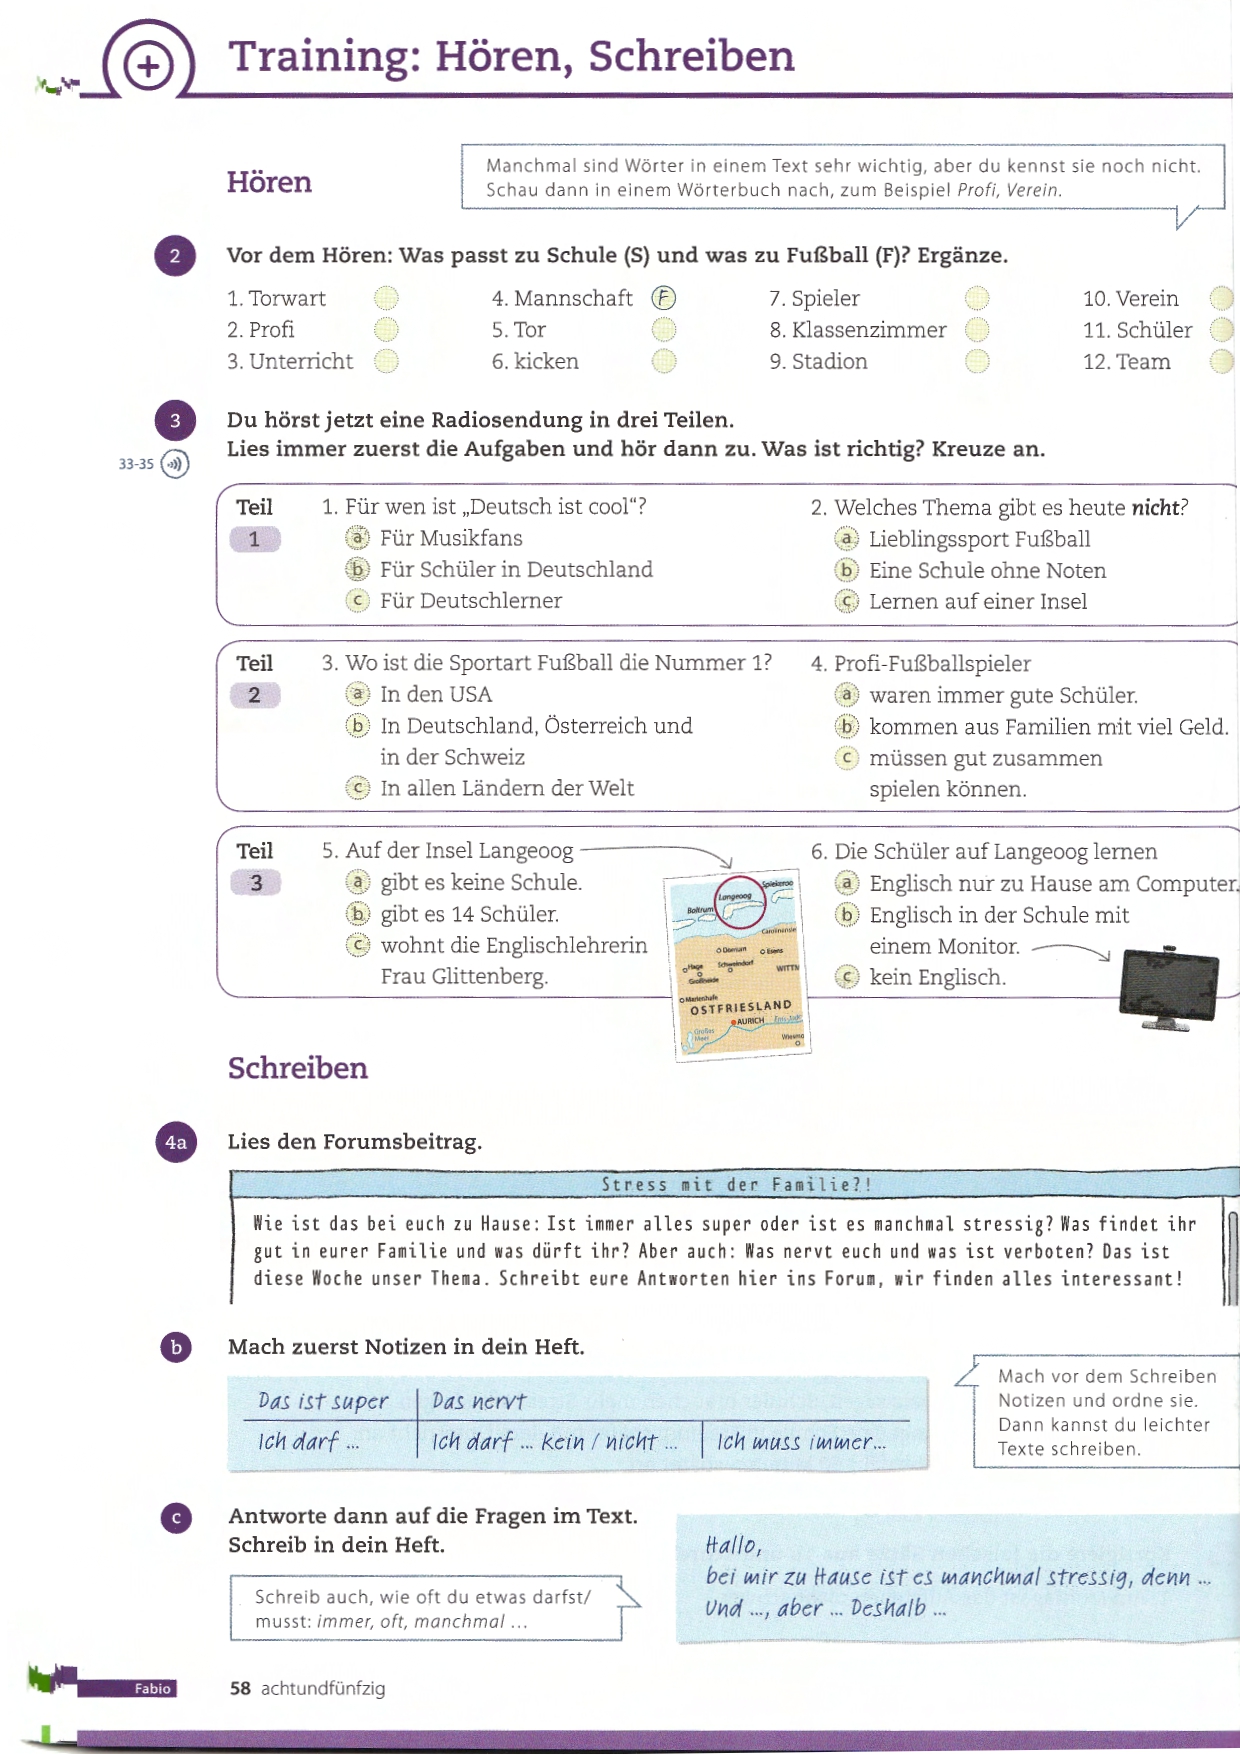 Training: Hören, Schreiben
Hören
Manchmal sind Wörter in einem Text sehr wichtig, aber du kennst sie noch nicht.
Schau dann in einem Wörterbuch nach, zum Beispiel Profi, Verein.
2 Vor dem Hören: Was passt zu Schule (S) und was zu Fußball (F)? Ergänze.
1. Torwart
2. Profi
3. Unterricht
4. Mannschaft F
5. Tor
6. kicken
7. Spieler
8. Klassenzimmer
9. Stadion
10. Verein
11. Schüler
12. Team
3 Du hörst jetzt eine Radiosendung in drei Teilen.
Lies immer zuerst die Aufgaben und hör dann zu. Was ist richtig? Kreuze an.
33-35
Teil
1
1. Für wen ist „Deutsch ist cool“?
a Für Musikfans
b Für Schüler in Deutschland
c Für Deutschlerner
2. Welches Thema gibt es heute nicht?
a Lieblingssport Fußball
b Eine Schule ohne Noten
c Lernen auf einer Insel
Teil
2
3. Wo ist die Sportart Fußball die Nummer 1?
a In den USA
b In Deutschland, Österreich und
in der Schweiz
c In allen Ländern der Welt
4. Profi-Fußballspieler
a waren immer gute Schüler.
b kommen aus Familien mit viel Geld.
c müssen gut zusammen
spielen können.
Teil
3
5. Auf der Insel Langeoog
a gibt es keine Schule.
b gibt es 14 Schüler.
c wohnt die Englischlehrerin
Frau Glittenberg.
Spiekeroo
Langeoog
Baltrum
Carolinensie
Dornum
Esens
Hage
Schweindorf
WITTM
Großheide
Marienhafe
OSTFRIESLAND
AURICH
Großes
Meer
Wiesmo
6. Die Schüler auf Langeoog lernen
a Englisch nur zu Hause am Computer.
b Englisch in der Schule mit
einem Monitor.
c kein Englisch.
Schreiben
4a Lies den Forumsbeitrag.
Stress mit der Familie?!
Wie ist das bei euch zu Hause: Ist immer alles super oder ist es manchmal stressig? Was findet ihr
gut in eurer Familie und was dürft ihr? Aber auch: Was nervt euch und was ist verboten? Das ist
diese Woche unser Thema. Schreibt eure Antworten hier ins Forum, wir finden alles interessant!
b Mach zuerst Notizen in dein Heft.
Das ist super Das nervt
Ich darf ... Ich darf ... kein / nicht ... Ich muss immer...
Mach vor dem Schreiben
Notizen und ordne sie.
Dann kannst du leichter
Texte schreiben.
c Antworte dann auf die Fragen im Text.
Schreib in dein Heft.
Schreib auch, wie oft du etwas darfst/
musst: immer, oft, manchmal ...
Hallo,
bei mir zu Hause ist es manchmal stressig, denn ...
Und ..., aber ... Deshalb ...
Fabio
58 achtundfünfzig